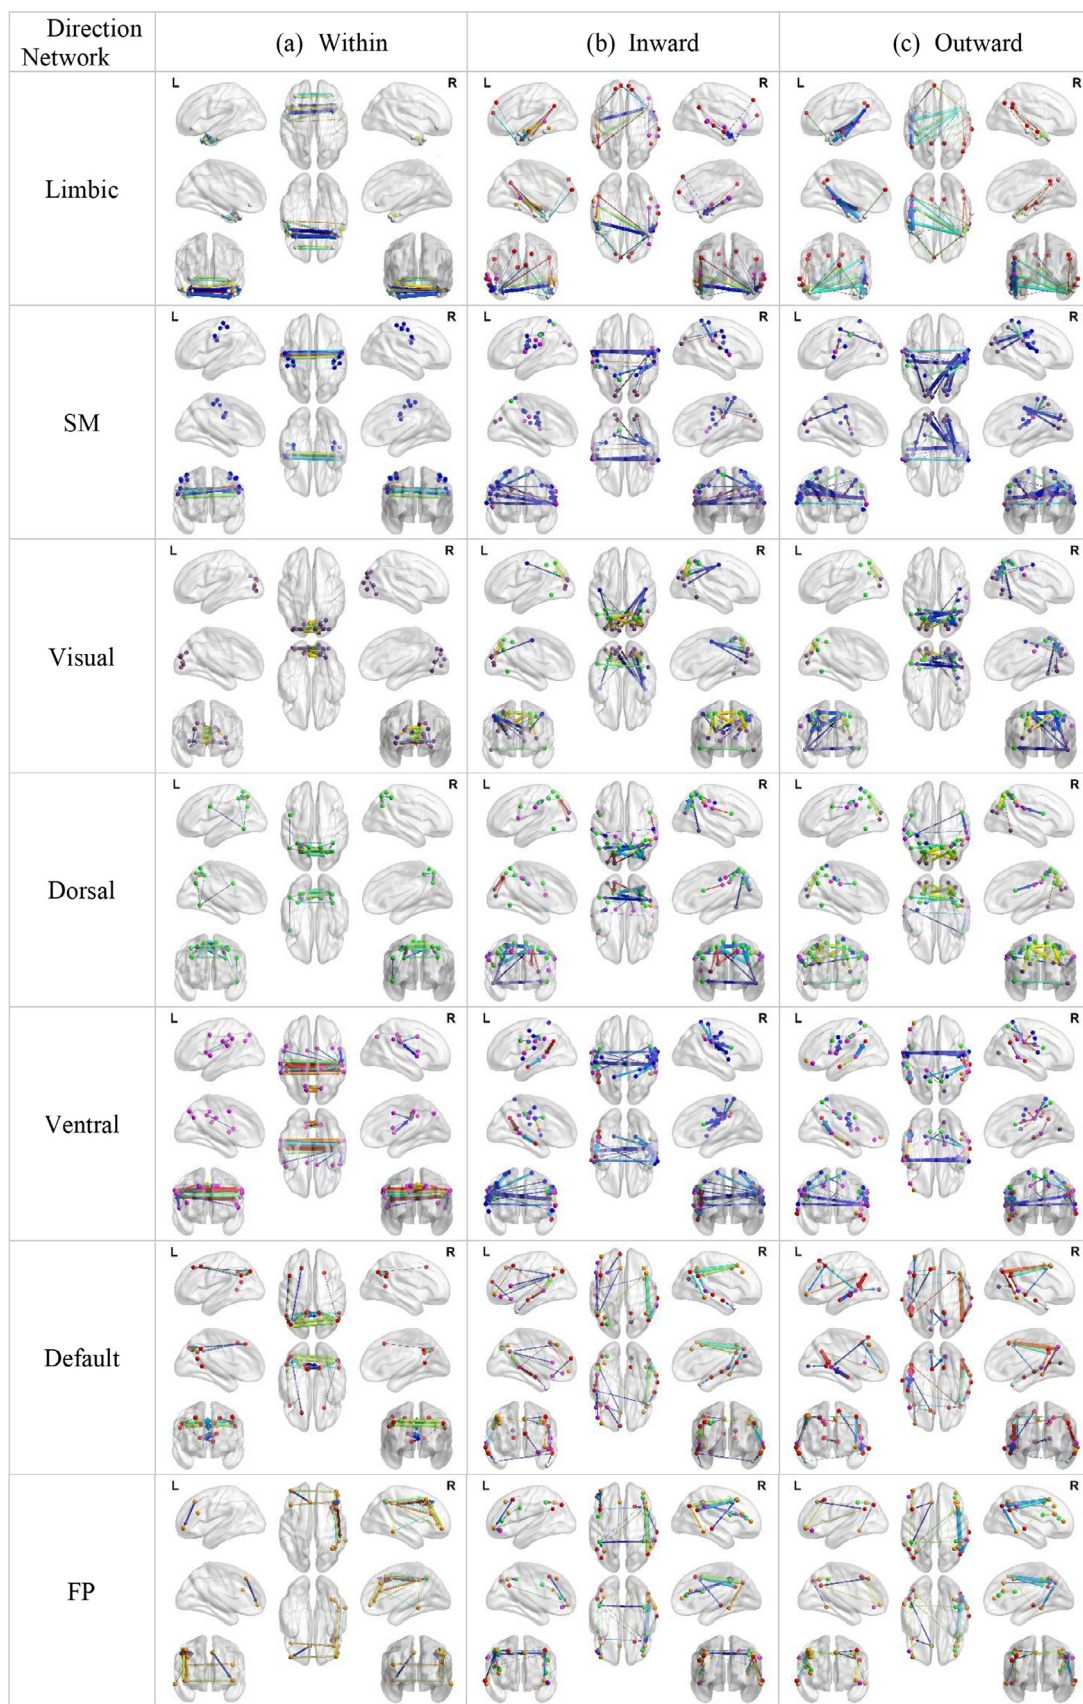 Direction
Network
(a) Within
(b) Inward
(c) Outward
L R L R L R
Limbic
L R L R L R
SM
L R L R L R
Visual
L R L R L R
Dorsal
L R L R L R
Ventral
L R L R L R
Default
L R L R L R
FP